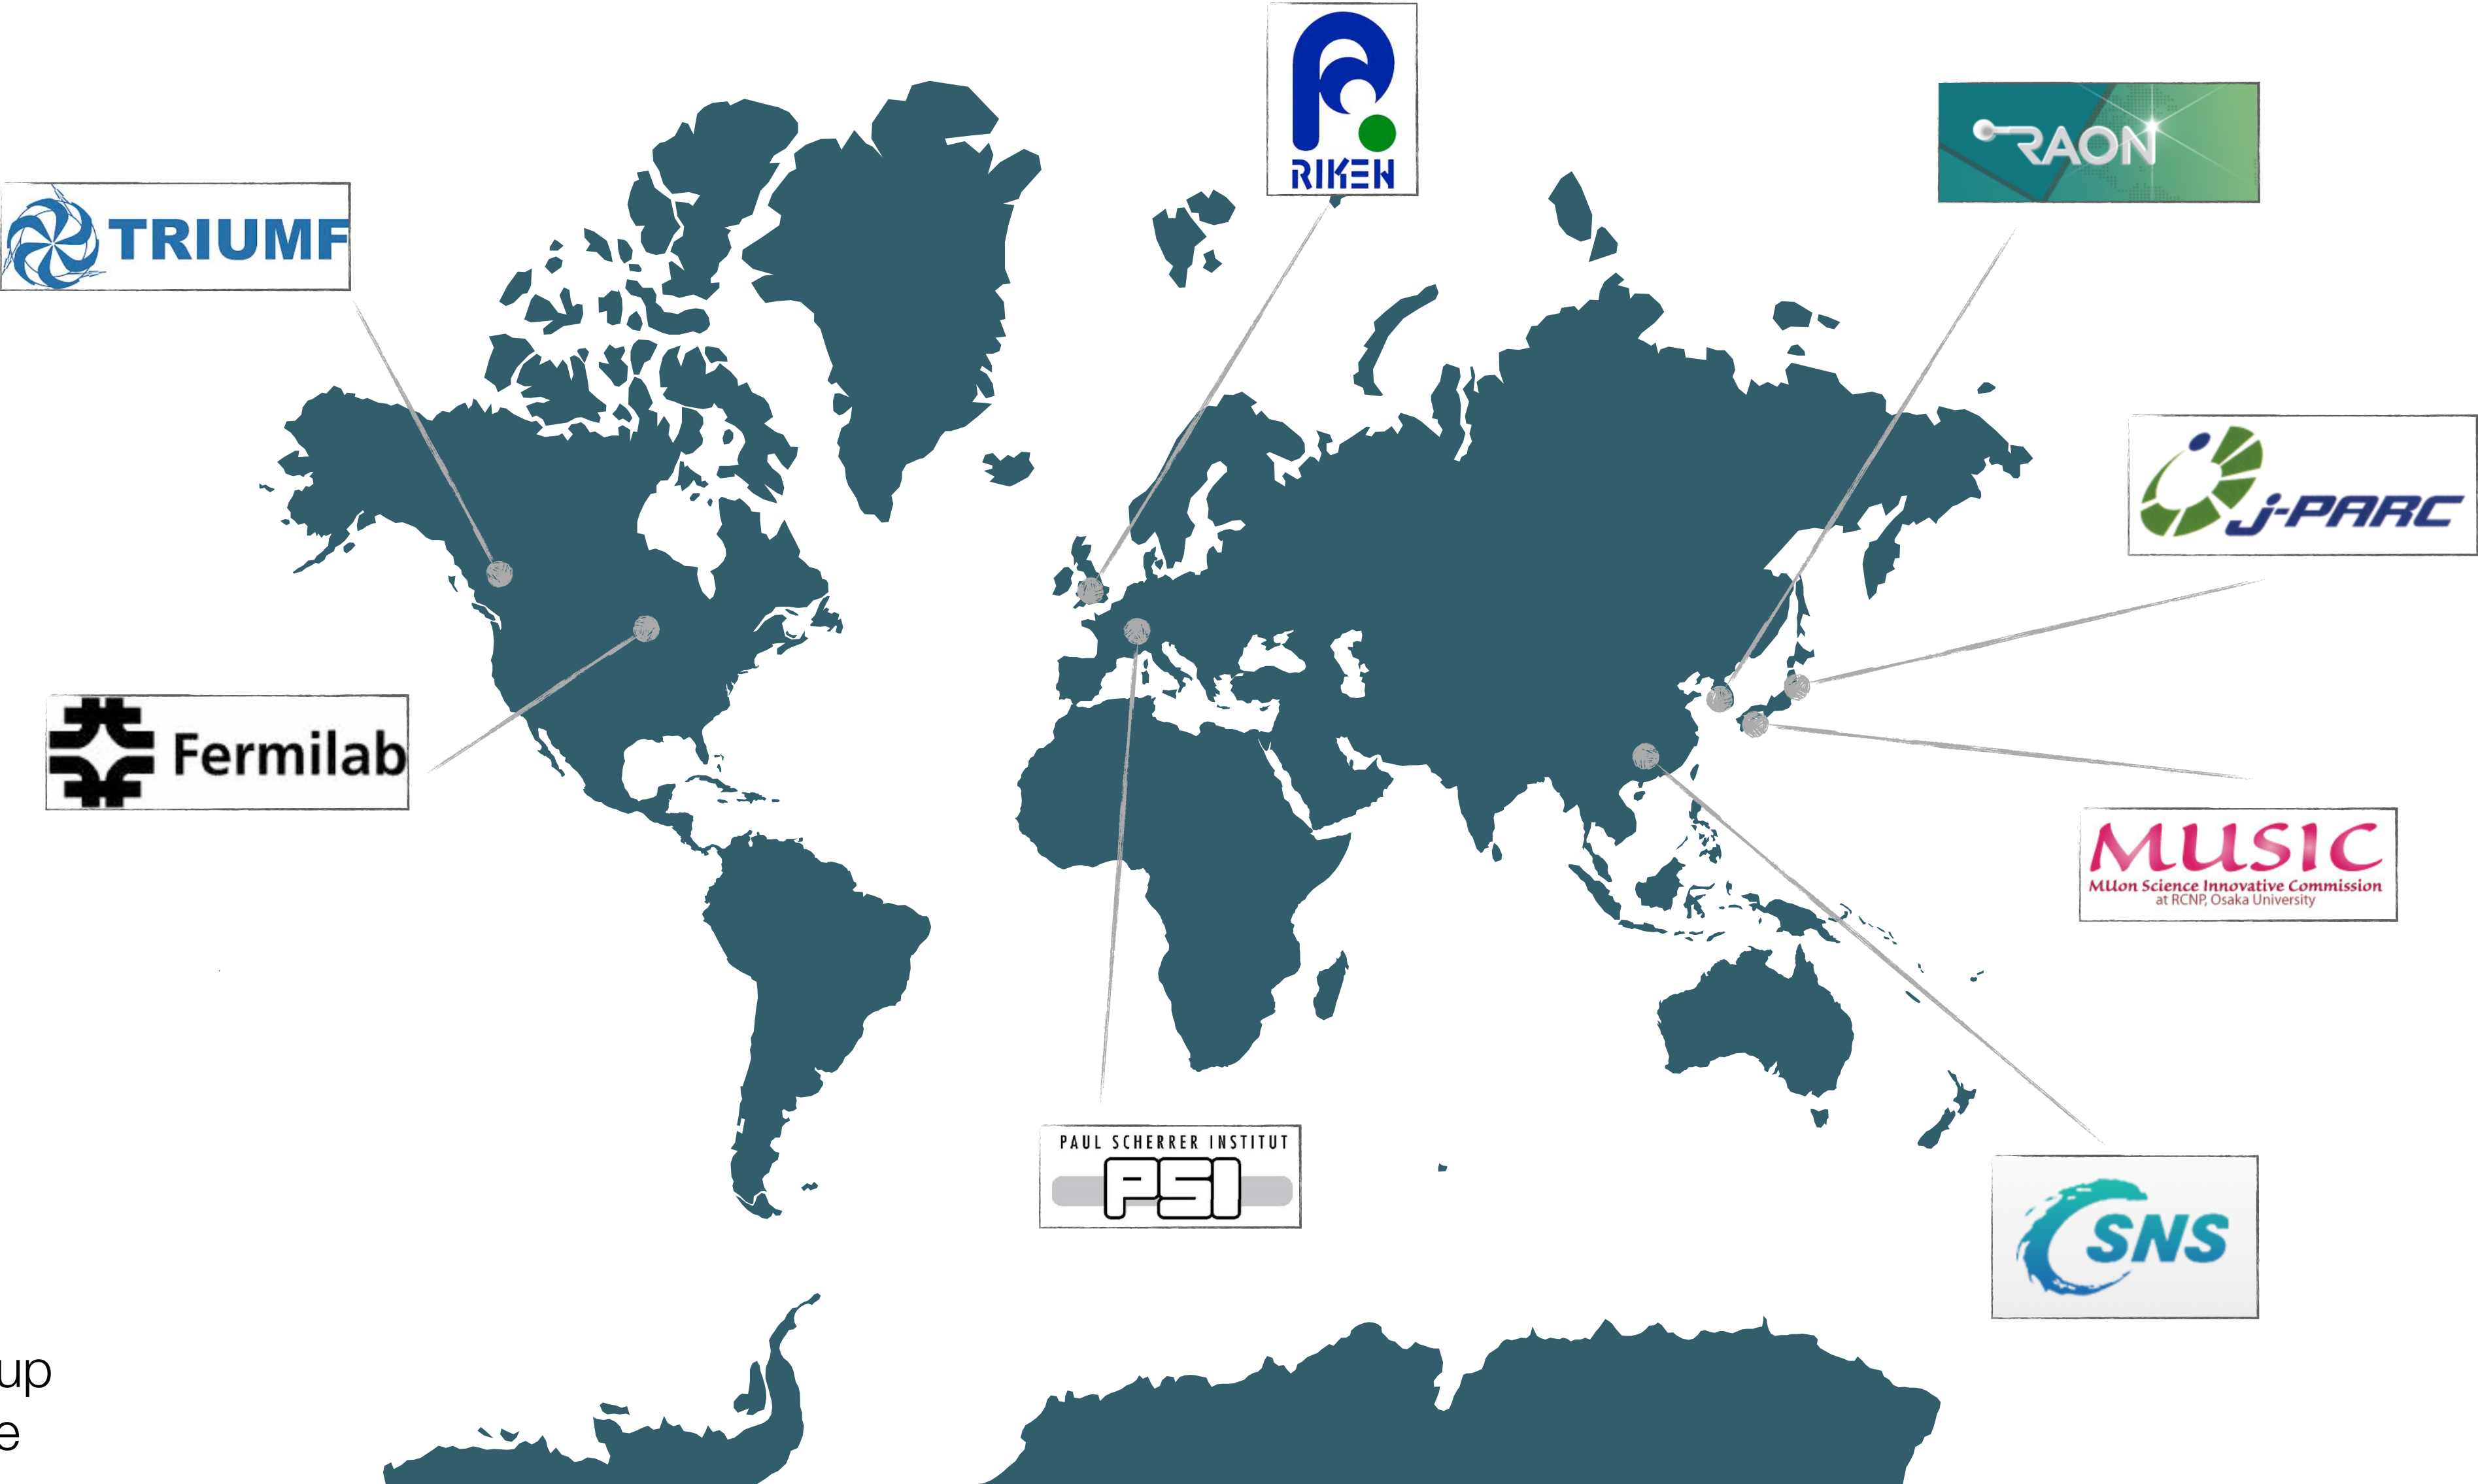 RIKEN
RAON
TRIUMF
j-PARC
Fermilab
MUSIC
MUon Science Innovative Commission
at RCNP, Osaka University
PAUL SCHERRER INSTITUT
PSI
CSNS
up
e